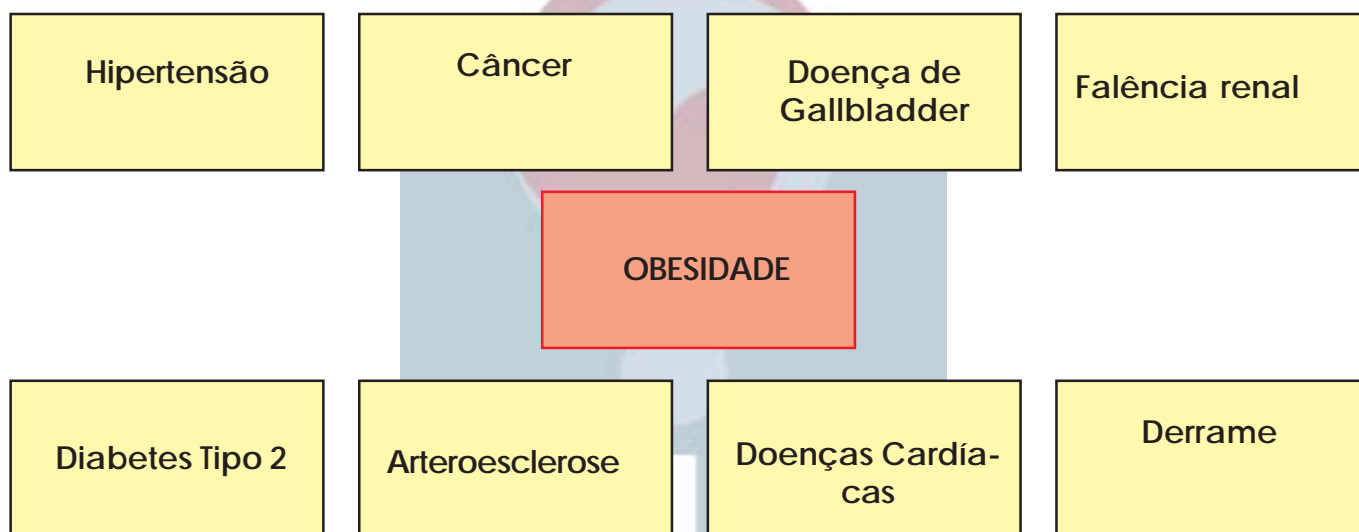 Hipertensão
Câncer
Doença de
Gallbladder
Falência renal
OBESIDADE
Diabetes Tipo 2
Arteroesclerose
Doenças Cardía-
cas
Derrame